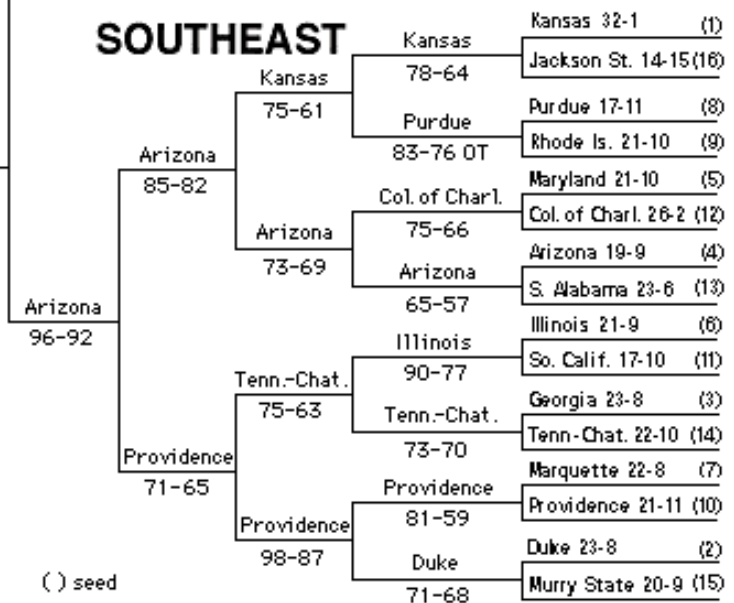 SOUTHEAST
Kansas 32-1 (1)
Jackson St. 14-15 (16)
Purdue 17-11 (8)
Rhode Is. 21-10 (9)
Maryland 21-10 (5)
Col. of Charl. 26-2 (12)
Arizona 19-9 (4)
S. Alabama 23-6 (13)
Illinois 21-9 (6)
So. Calif. 17-10 (11)
Georgia 23-8 (3)
Tenn-Chat. 22-10 (14)
Marquette 22-8 (7)
Providence 21-11 (10)
Duke 23-8 (2)
Murry State 20-9 (15)
Kansas
78-64
Purdue
83-76 OT
Col. of Charl.
75-66
Arizona
65-57
Illinois
90-77
Tenn.-Chat.
73-70
Providence
81-59
Duke
71-68
Kansas
75-61
Arizona
73-69
Tenn.-Chat.
75-63
Providence
98-87
Arizona
85-82
Providence
71-65
Arizona
96-92
( ) seed